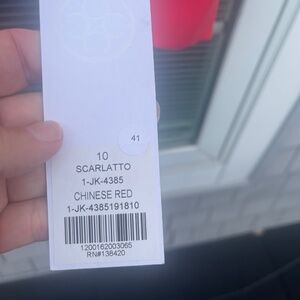 41
10
SCARLATTO
1-JK-4385
CHINESE RED
1-JK-4385191810
1200162003065
RN#138420